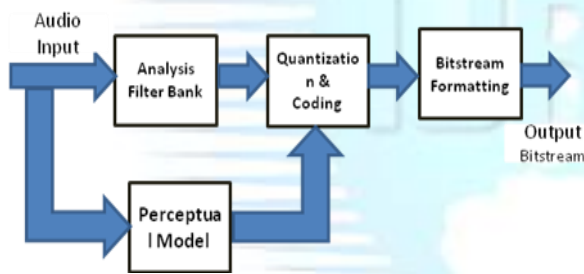 Audio
Input
Analysis
Filter Bank
Quantizatio
n &
Coding
Bitstream
Formatting
Output
Bitstream
Perceptua
l Model